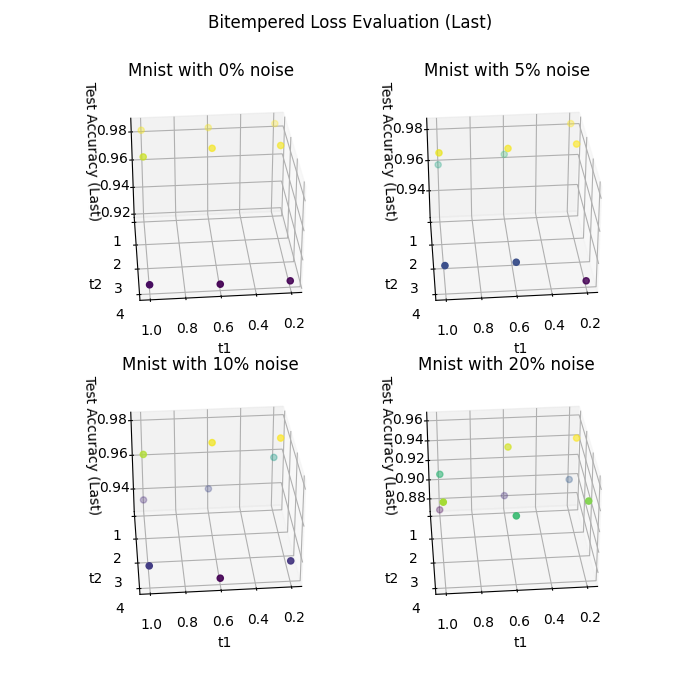 Bitempered Loss Evaluation (Last)
Mnist with 0% noise
Test Accuracy (Last)
0.98
0.96
0.94
0.92
1
2
3
4
t2
1.0 0.8 0.6 0.4 0.2
t1
Mnist with 5% noise
Test Accuracy (Last)
0.98
0.96
0.94
1
2
3
4
t2
1.0 0.8 0.6 0.4 0.2
t1
Mnist with 10% noise
Test Accuracy (Last)
0.98
0.96
0.94
1
2
3
4
t2
1.0 0.8 0.6 0.4 0.2
t1
Mnist with 20% noise
Test Accuracy (Last)
0.96
0.94
0.92
0.90
0.88
1
2
3
4
t2
1.0 0.8 0.6 0.4 0.2
t1